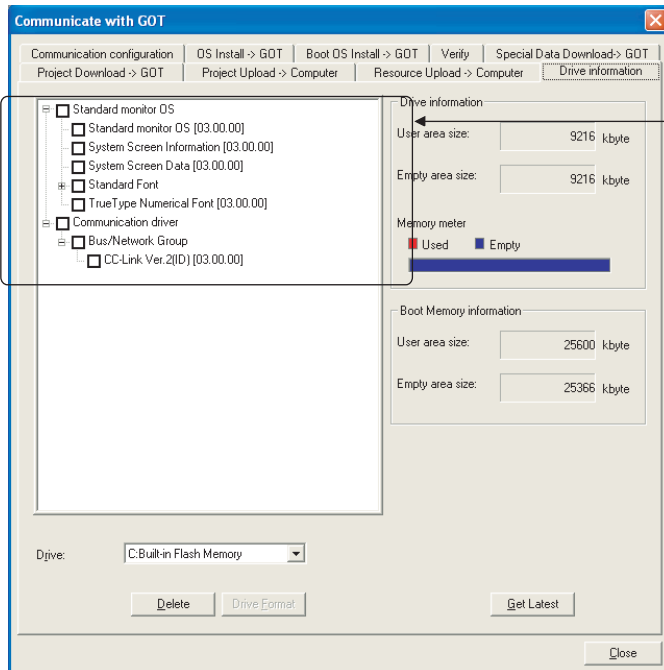 Communicate with GOT
Communication configuration | OS Install -> GOT | Boot OS Install -> GOT | Verify | Special Data Download-> GOT
Project Download -> GOT | Project Upload -> Computer | Resource Upload -> Computer | Drive information
Standard monitor OS
Standard monitor OS [03.00.00]
System Screen Information [03.00.00]
System Screen Data [03.00.00]
Standard Font
TrueType Numerical Font [03.00.00]
Communication driver
Bus/Network Group
CC-Link Ver.2(ID) [03.00.00]
Drive information
User area size: 9216 kbyte
Empty area size: 9216 kbyte
Memory meter
Used Empty
Boot Memory information
User area size: 25600 kbyte
Empty area size: 25366 kbyte
Drive: C:Built-in Flash Memory
Delete Drive Format Get Latest
Close